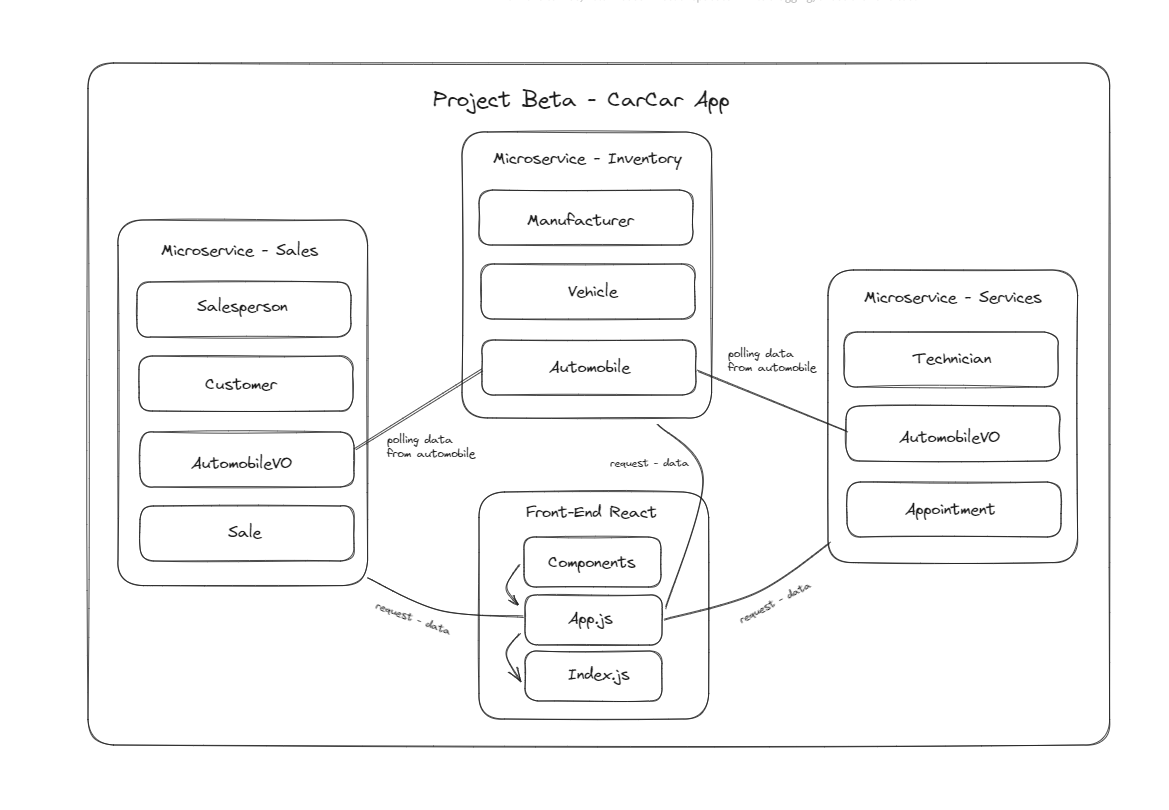 Project Beta - CarCar App
Microservice - Inventory
Manufacturer
Vehicle
Automobile
Microservice - Sales
Salesperson
Customer
AutomobileVO
Sale
Microservice - Services
Technician
AutomobileVO
Appointment
polling data
from automobile
polling data
from automobile
request - data
Front-End React
Components
App.js
Index.js
request - data
request - data